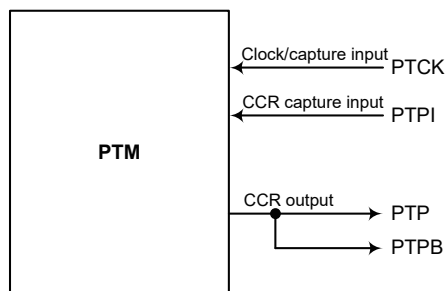 Clock/capture input
PTCK
CCR capture input
PTPI
PTM
CCR output
PTP
PTPB